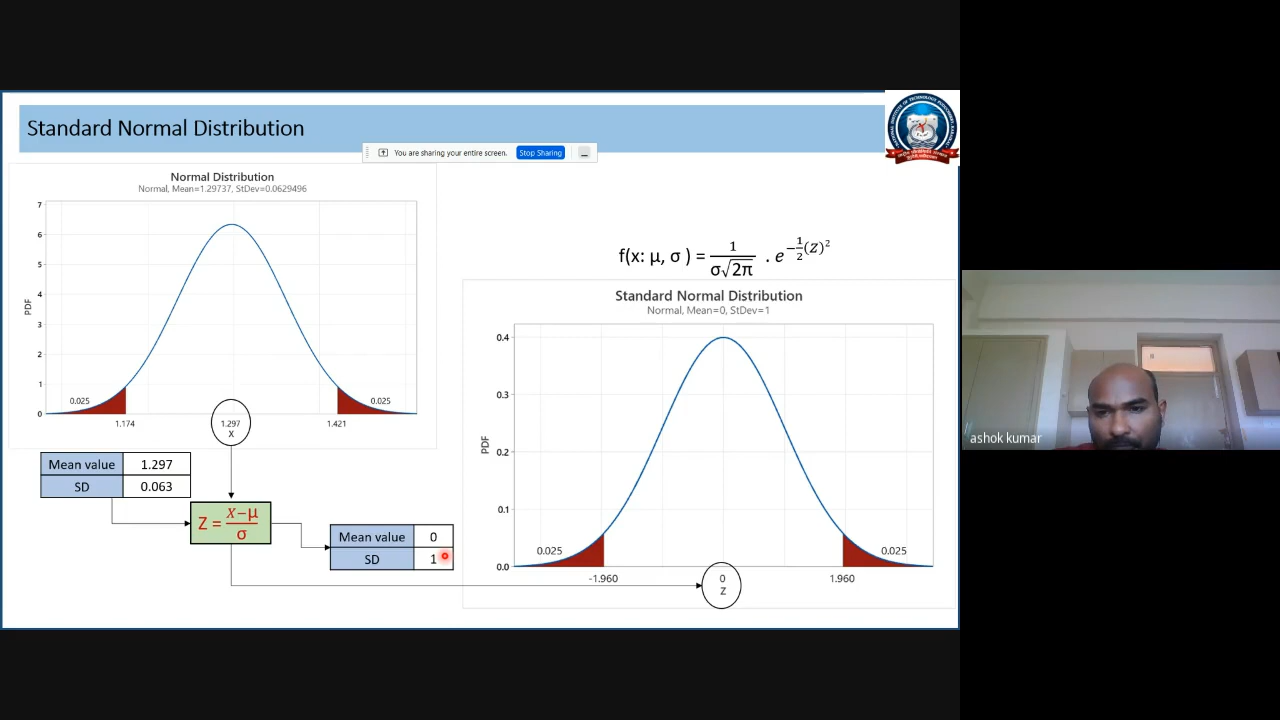 Standard Normal Distribution
You are sharing your entire screen.
Stop Sharing
Normal Distribution
Normal, Mean=1.29737, StDev=0.0629496
7
6
5
4
3
2
1
0
PDF
0.025
0.025
1.174
1.297
X
1.421
Mean value 1.297
SD 0.063
Z = X−μ / σ
Mean value 0
SD 1
f(x: μ, σ ) = 1 / σ√2π . e^−1/2(Z)^2
Standard Normal Distribution
Normal, Mean=0, StDev=1
0.4
0.3
0.2
0.1
0.0
PDF
0.025
0.025
-1.960
0
Z
1.960
ashok kumar